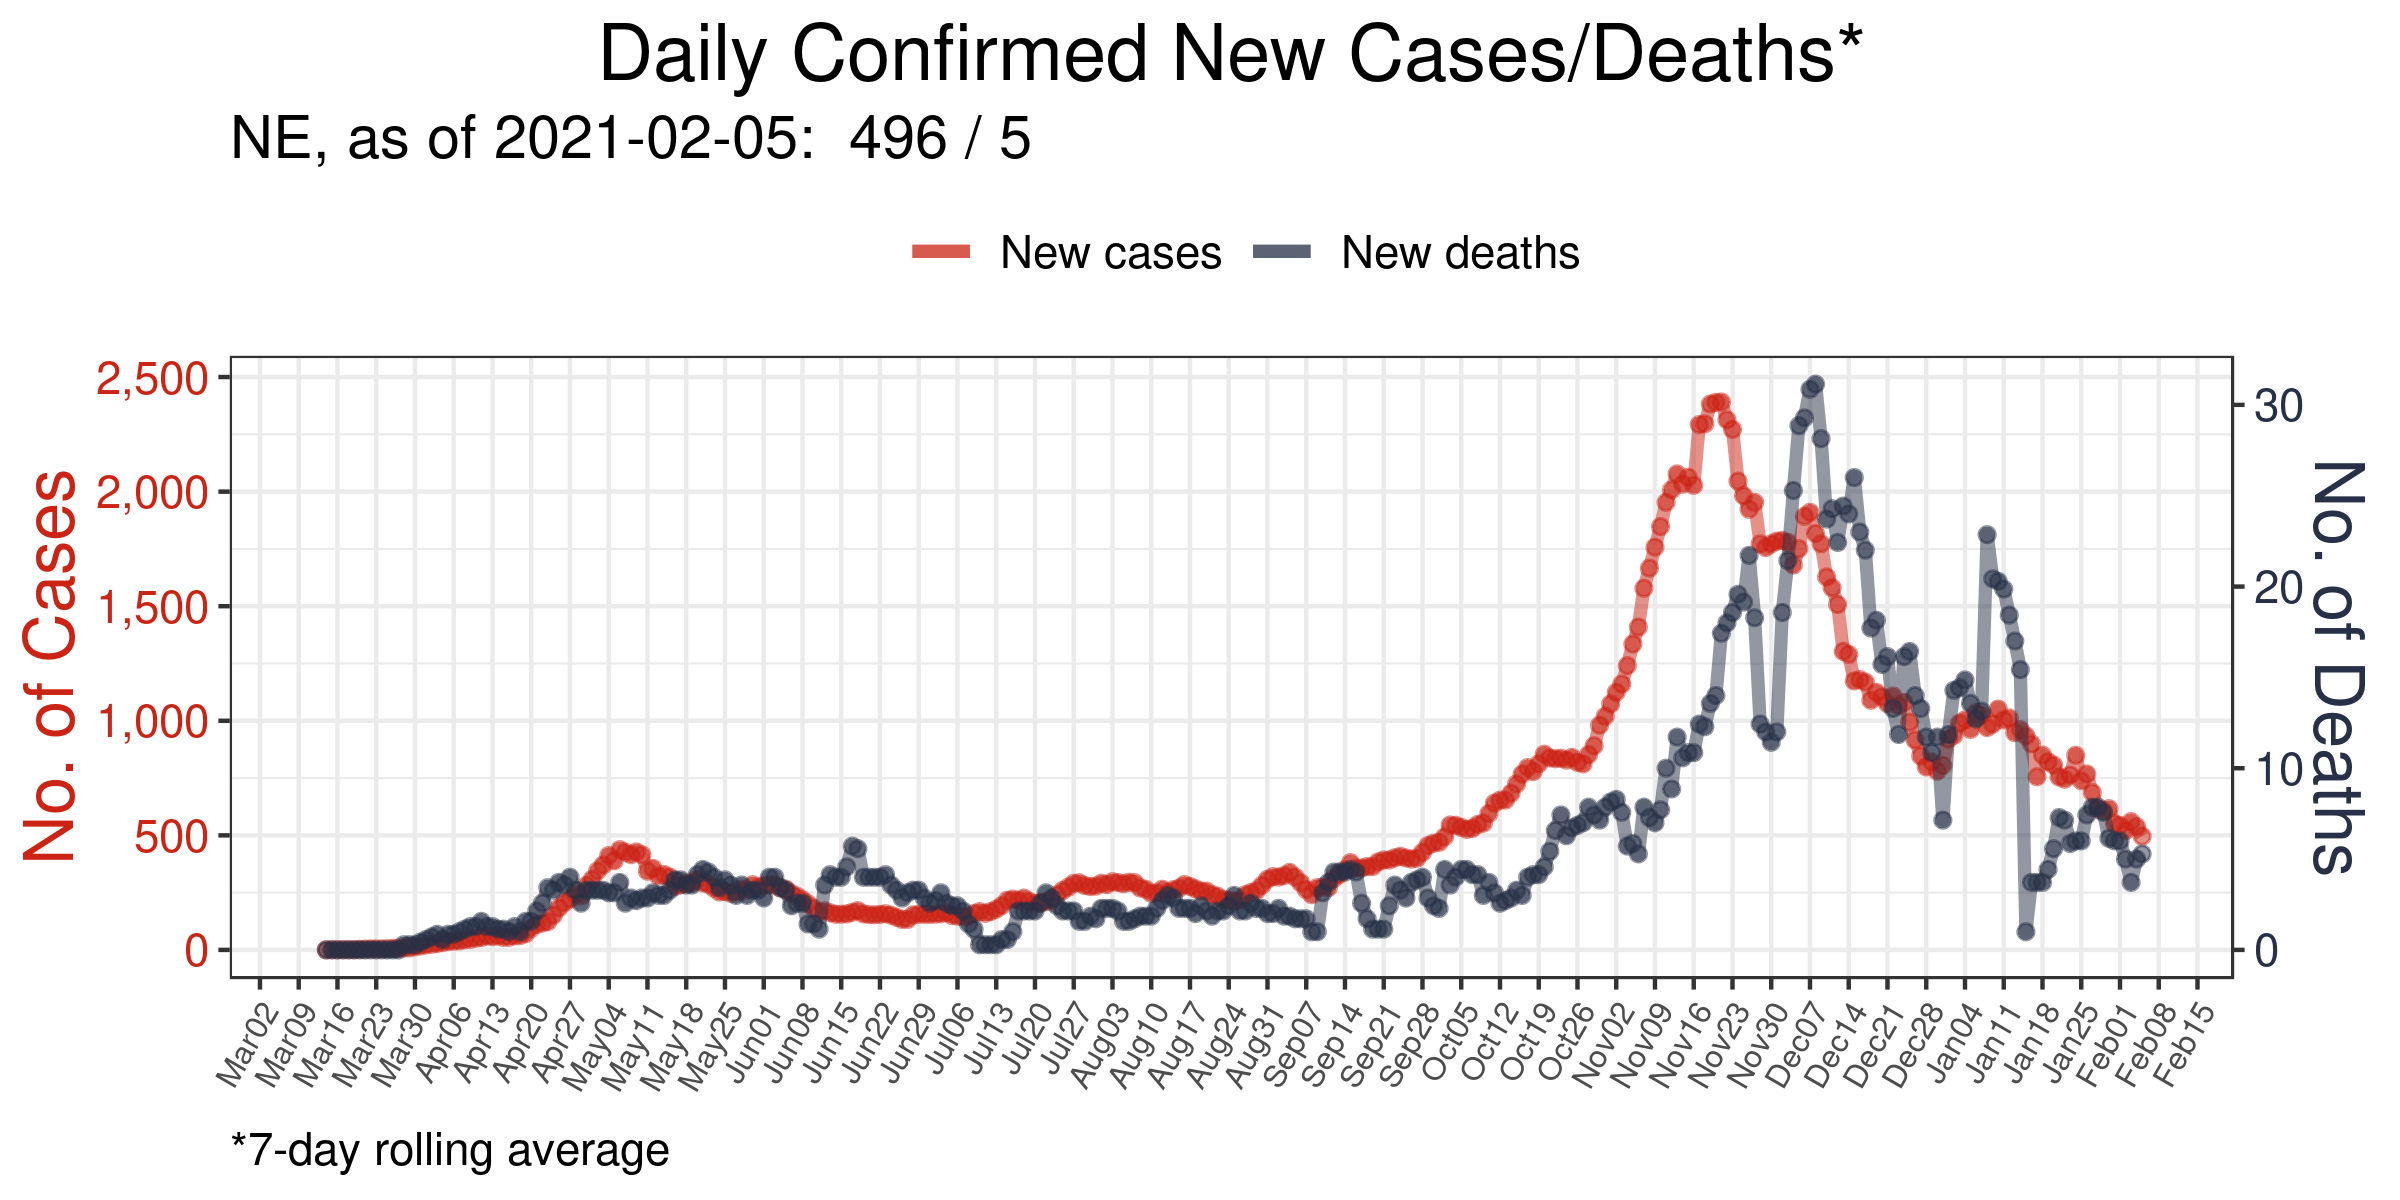 Daily Confirmed New Cases/Deaths*
NE, as of 2021-02-05:  496 / 5
New cases
New deaths
No. of Cases
2,500
2,000
1,500
1,000
500
0
30
20
10
0
No. of Deaths
Mar02
Mar09
Mar16
Mar23
Mar30
Apr06
Apr13
Apr20
Apr27
May04
May11
May18
May25
Jun01
Jun08
Jun15
Jun22
Jun29
Jul06
Jul13
Jul20
Jul27
Aug03
Aug10
Aug17
Aug24
Aug31
Sep07
Sep14
Sep21
Sep28
Oct05
Oct12
Oct19
Oct26
Nov02
Nov09
Nov16
Nov23
Nov30
Dec07
Dec14
Dec21
Dec28
Jan04
Jan11
Jan18
Jan25
Feb01
Feb08
Feb15
*7-day rolling average